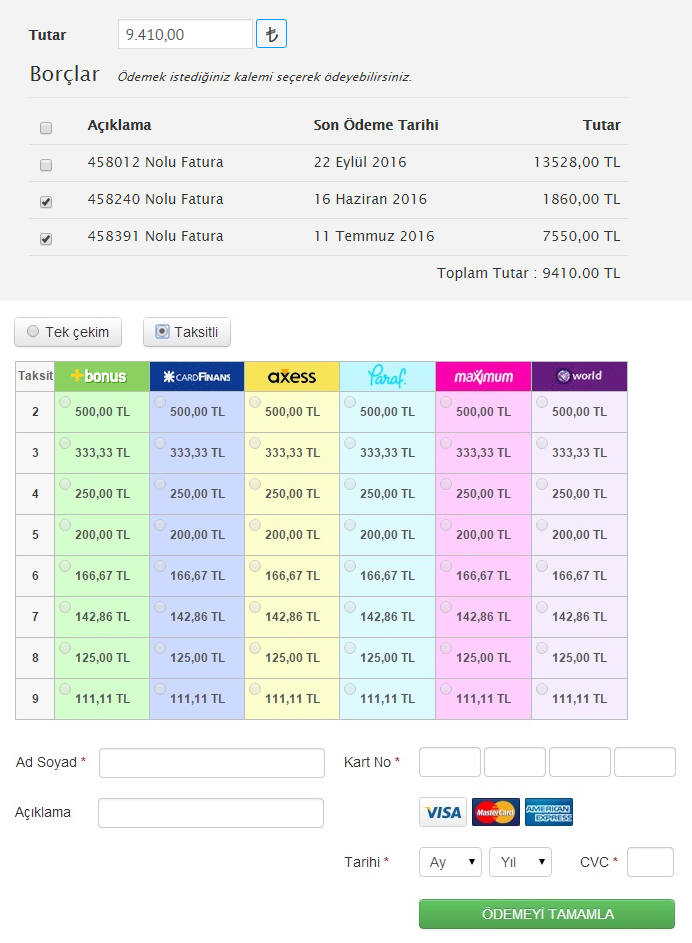 Tutar 9.410,00 ₺
Borçlar Ödemek istediğiniz kalemi seçerek ödeyebilirsiniz.
Açıklama Son Ödeme Tarihi Tutar
458012 Nolu Fatura 22 Eylül 2016 13528,00 TL
458240 Nolu Fatura 16 Haziran 2016 1860,00 TL
458391 Nolu Fatura 11 Temmuz 2016 7550,00 TL
Toplam Tutar : 9410.00 TL
Tek çekim Taksitli
Taksit +bonus CARDFINANS axess Paraf. maximum world
2 500,00 TL 500,00 TL 500,00 TL 500,00 TL 500,00 TL 500,00 TL
3 333,33 TL 333,33 TL 333,33 TL 333,33 TL 333,33 TL 333,33 TL
4 250,00 TL 250,00 TL 250,00 TL 250,00 TL 250,00 TL 250,00 TL
5 200,00 TL 200,00 TL 200,00 TL 200,00 TL 200,00 TL 200,00 TL
6 166,67 TL 166,67 TL 166,67 TL 166,67 TL 166,67 TL 166,67 TL
7 142,86 TL 142,86 TL 142,86 TL 142,86 TL 142,86 TL 142,86 TL
8 125,00 TL 125,00 TL 125,00 TL 125,00 TL 125,00 TL 125,00 TL
9 111,11 TL 111,11 TL 111,11 TL 111,11 TL 111,11 TL 111,11 TL
Ad Soyad * Kart No *
Açıklama VISA MasterCard AMERICAN EXPRESS
Tarihi * Ay Yıl CVC *
ÖDEMEYİ TAMAMLA